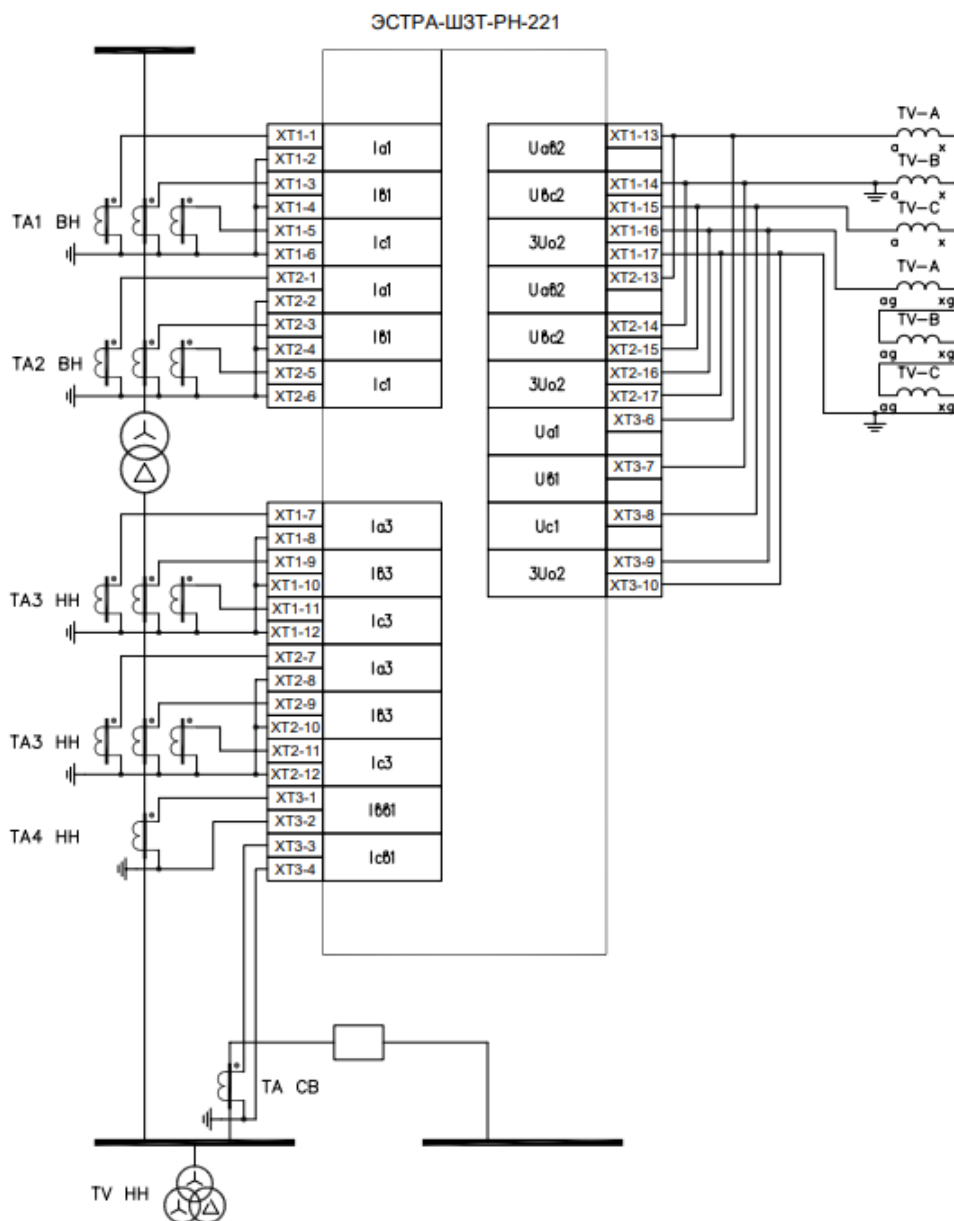 ЭСТРА-ШЗТ-РН-221
XT1-1
XT1-2
Ia1
XT1-3
XT1-4
Iв1
XT1-5
XT1-6
Ic1
TA1 ВН
XT2-1
XT2-2
Ia1
XT2-3
XT2-4
Iв1
XT2-5
XT2-6
Ic1
TA2 ВН
XT1-7
XT1-8
Ia3
XT1-9
XT1-10
Iв3
XT1-11
XT1-12
Ic3
TA3 НН
XT2-7
XT2-8
Ia3
XT2-9
XT2-10
Iв3
XT2-11
XT2-12
Ic3
TA3 НН
XT3-1
XT3-2
Iвв1
XT3-3
XT3-4
Icв1
TA4 НН
Uaв2
XT1-13
Uвc2
XT1-14
XT1-15
3Uo2
XT1-16
XT1-17
Uaв2
XT2-13
Uвc2
XT2-14
XT2-15
3Uo2
XT2-16
XT2-17
Ua1
XT3-6
Uв1
XT3-7
Uc1
XT3-8
3Uo2
XT3-9
XT3-10
TV-A
a x
TV-B
a x
TV-C
a x
TV-A
ag xg
TV-B
ag xg
TV-C
ag xg
TA СВ
TV НН